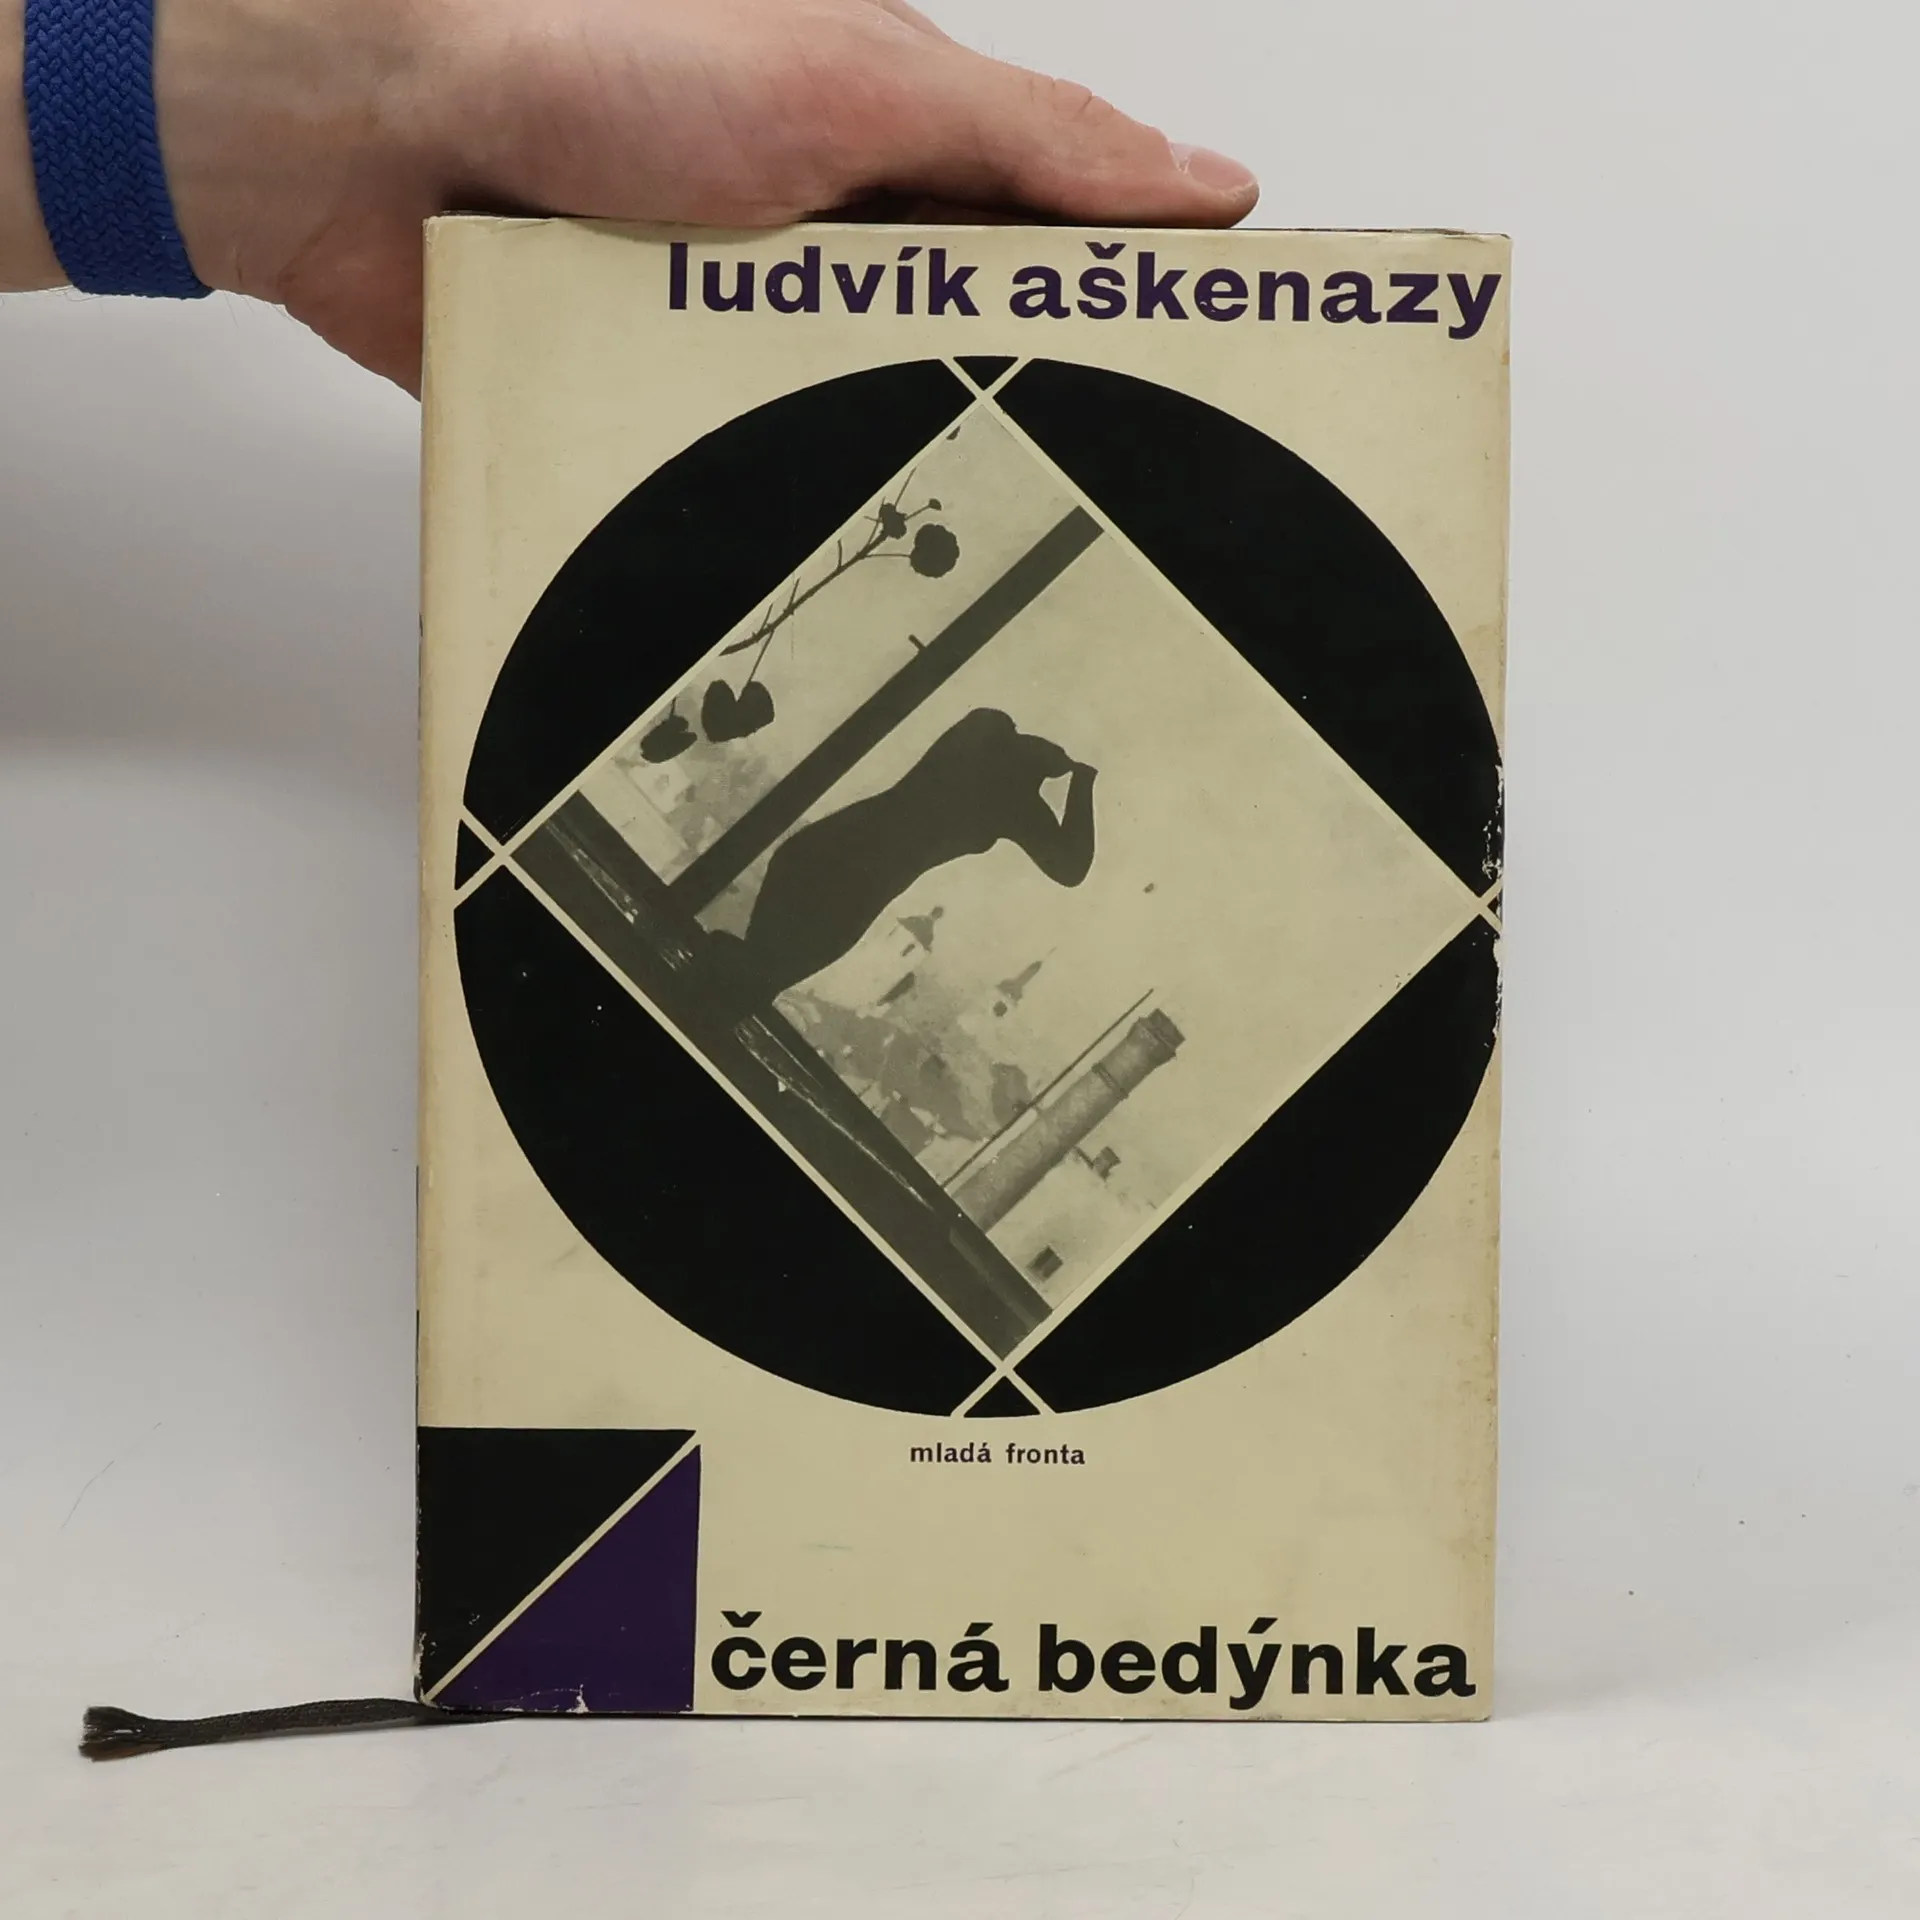 ludvík aškenazy
mladá fronta
černá bedýnka